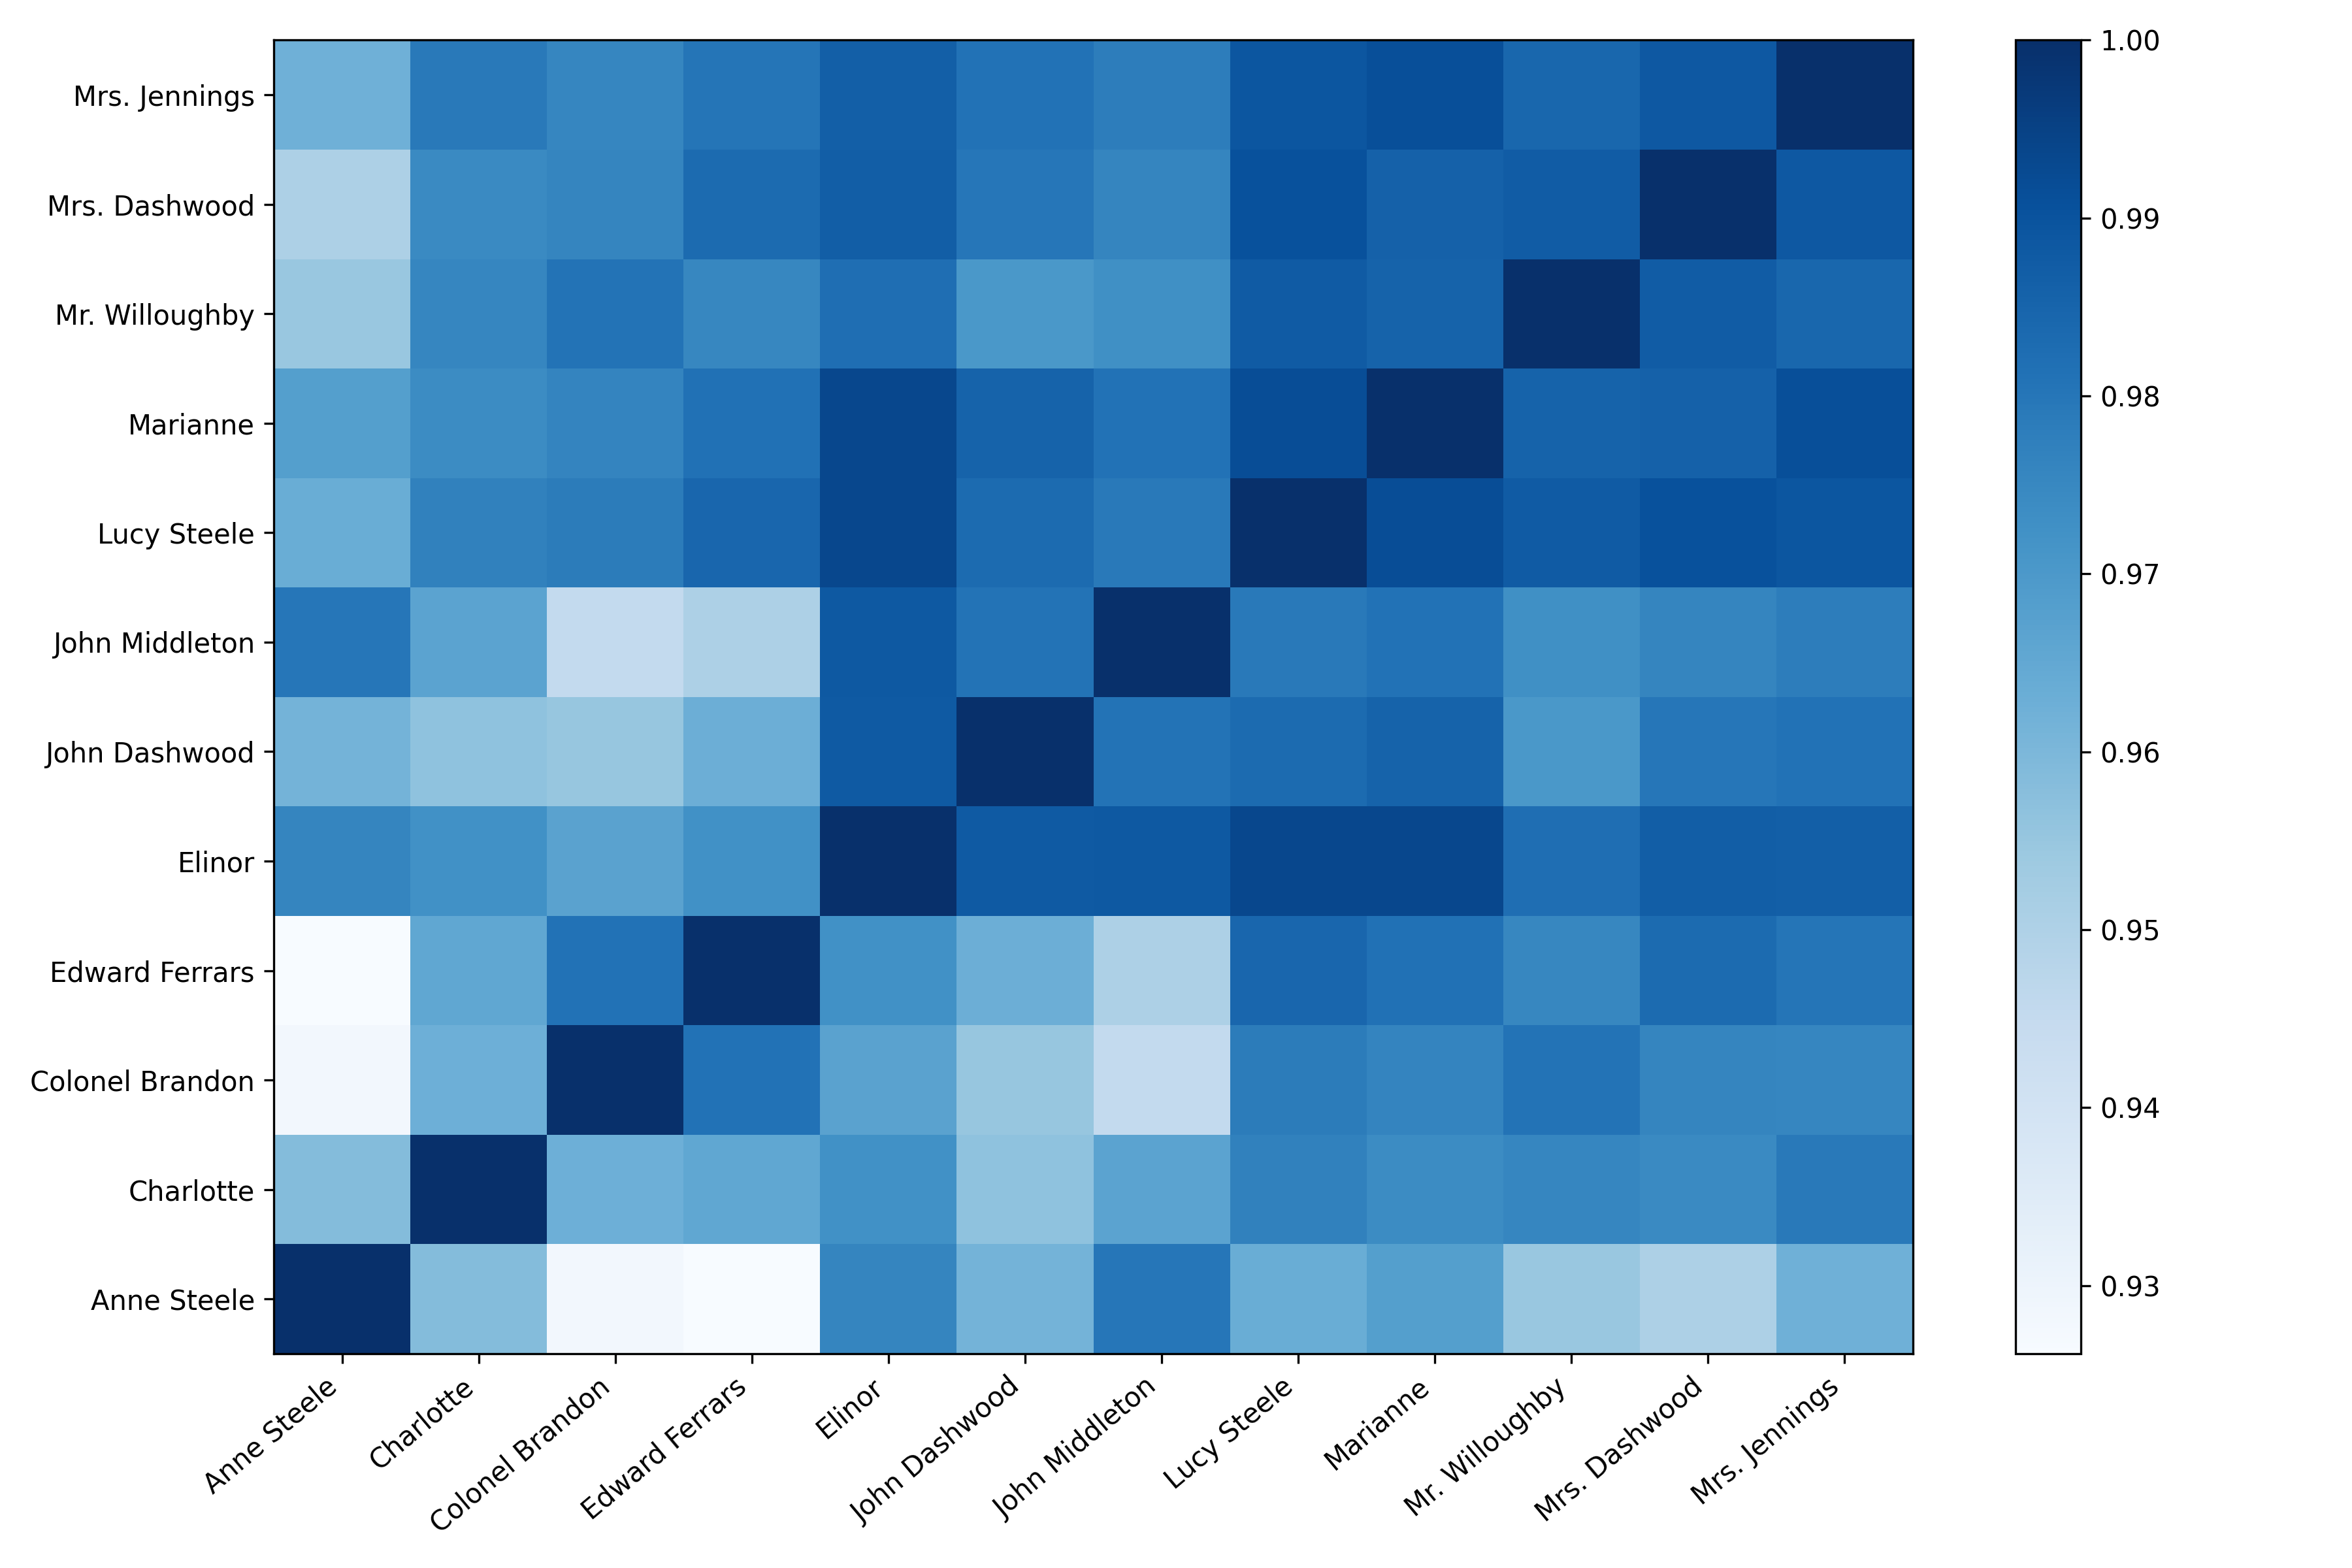 Mrs. Jennings
Mrs. Dashwood
Mr. Willoughby
Marianne
Lucy Steele
John Middleton
John Dashwood
Elinor
Edward Ferrars
Colonel Brandon
Charlotte
Anne Steele
Anne Steele
Charlotte
Colonel Brandon
Edward Ferrars
Elinor
John Dashwood
John Middleton
Lucy Steele
Marianne
Mr. Willoughby
Mrs. Dashwood
Mrs. Jennings
1.00
0.99
0.98
0.97
0.96
0.95
0.94
0.93